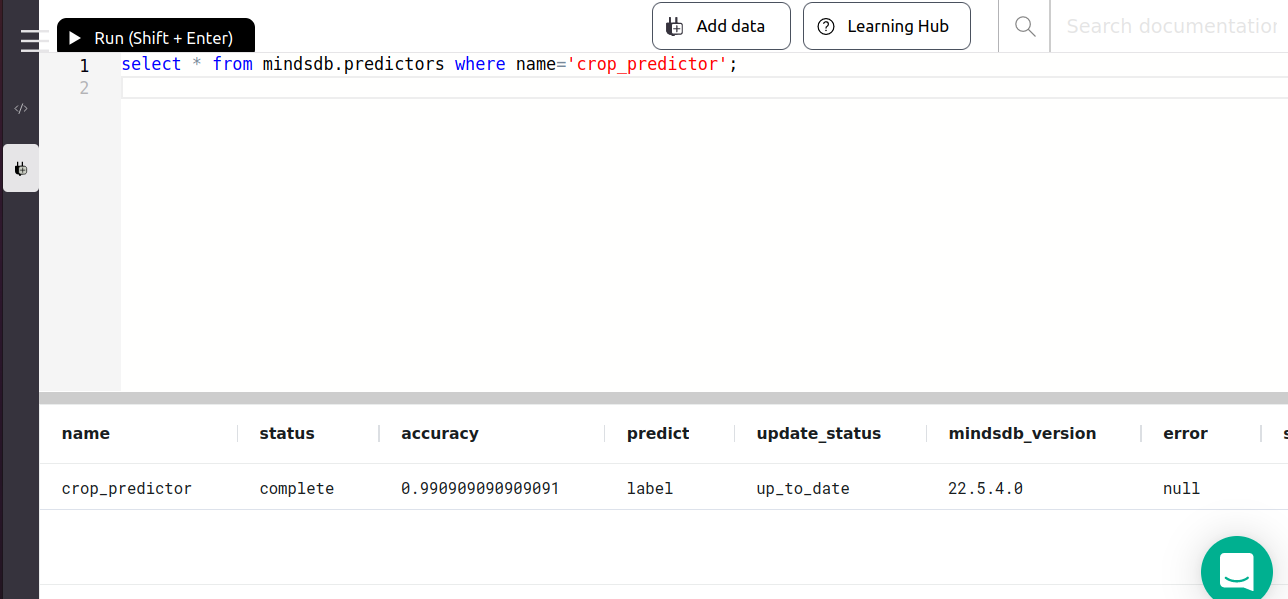 Run (Shift + Enter)
Add data
Learning Hub
Search documentation
1 select * from mindsdb.predictors where name='crop_predictor';
2
name status accuracy predict update_status mindsdb_version error s
crop_predictor complete 0.990909090909091 label up_to_date 22.5.4.0 null